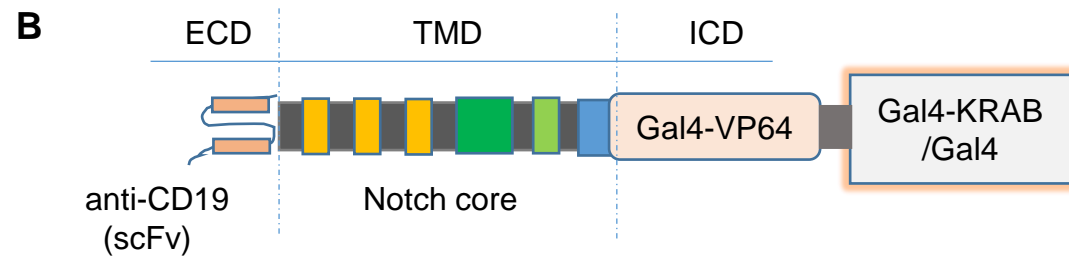 B
ECD TMD ICD
Gal4-VP64
Gal4-KRAB
/Gal4
anti-CD19
(scFv)
Notch core